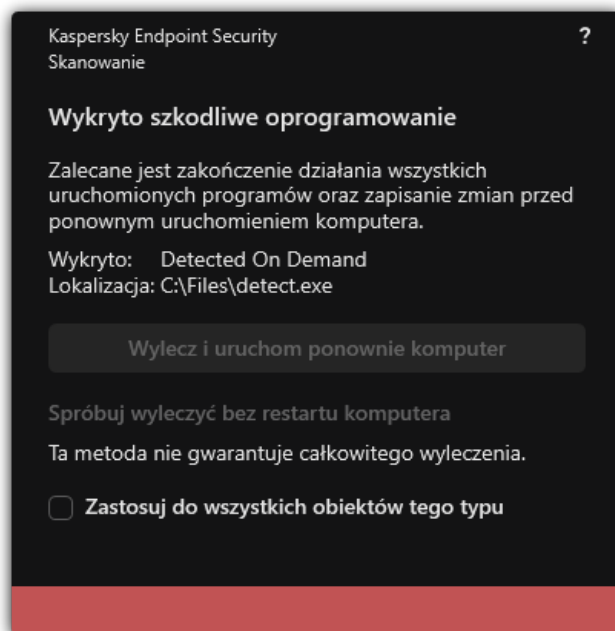 Kaspersky Endpoint Security ?
Skanowanie
Wykryto szkodliwe oprogramowanie
Zalecane jest zakończenie działania wszystkich
uruchomionych programów oraz zapisanie zmian przed
ponownym uruchomieniem komputera.
Wykryto: Detected On Demand
Lokalizacja: C:\Files\detect.exe
Wylecz i uruchom ponownie komputer
Spróbuj wyleczyć bez restartu komputera
Ta metoda nie gwarantuje całkowitego wyleczenia.
Zastosuj do wszystkich obiektów tego typu